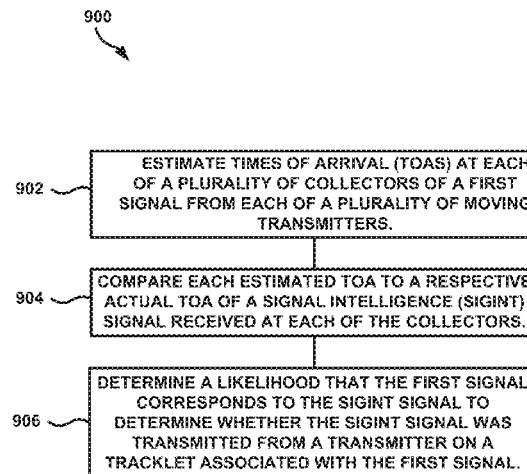 900
902
ESTIMATE TIMES OF ARRIVAL (TOAS) AT EACH
OF A PLURALITY OF COLLECTORS OF A FIRST
SIGNAL FROM EACH OF A PLURALITY OF MOVING
TRANSMITTERS.
904
COMPARE EACH ESTIMATED TOA TO A RESPECTIVE
ACTUAL TOA OF A SIGNAL INTELLIGENCE (SIGINT)
SIGNAL RECEIVED AT EACH OF THE COLLECTORS.
906
DETERMINE A LIKELIHOOD THAT THE FIRST SIGNAL
CORRESPONDS TO THE SIGINT SIGNAL TO
DETERMINE WHETHER THE SIGINT SIGNAL WAS
TRANSMITTED FROM A TRANSMITTER ON A
TRACKLET ASSOCIATED WITH THE FIRST SIGNAL.